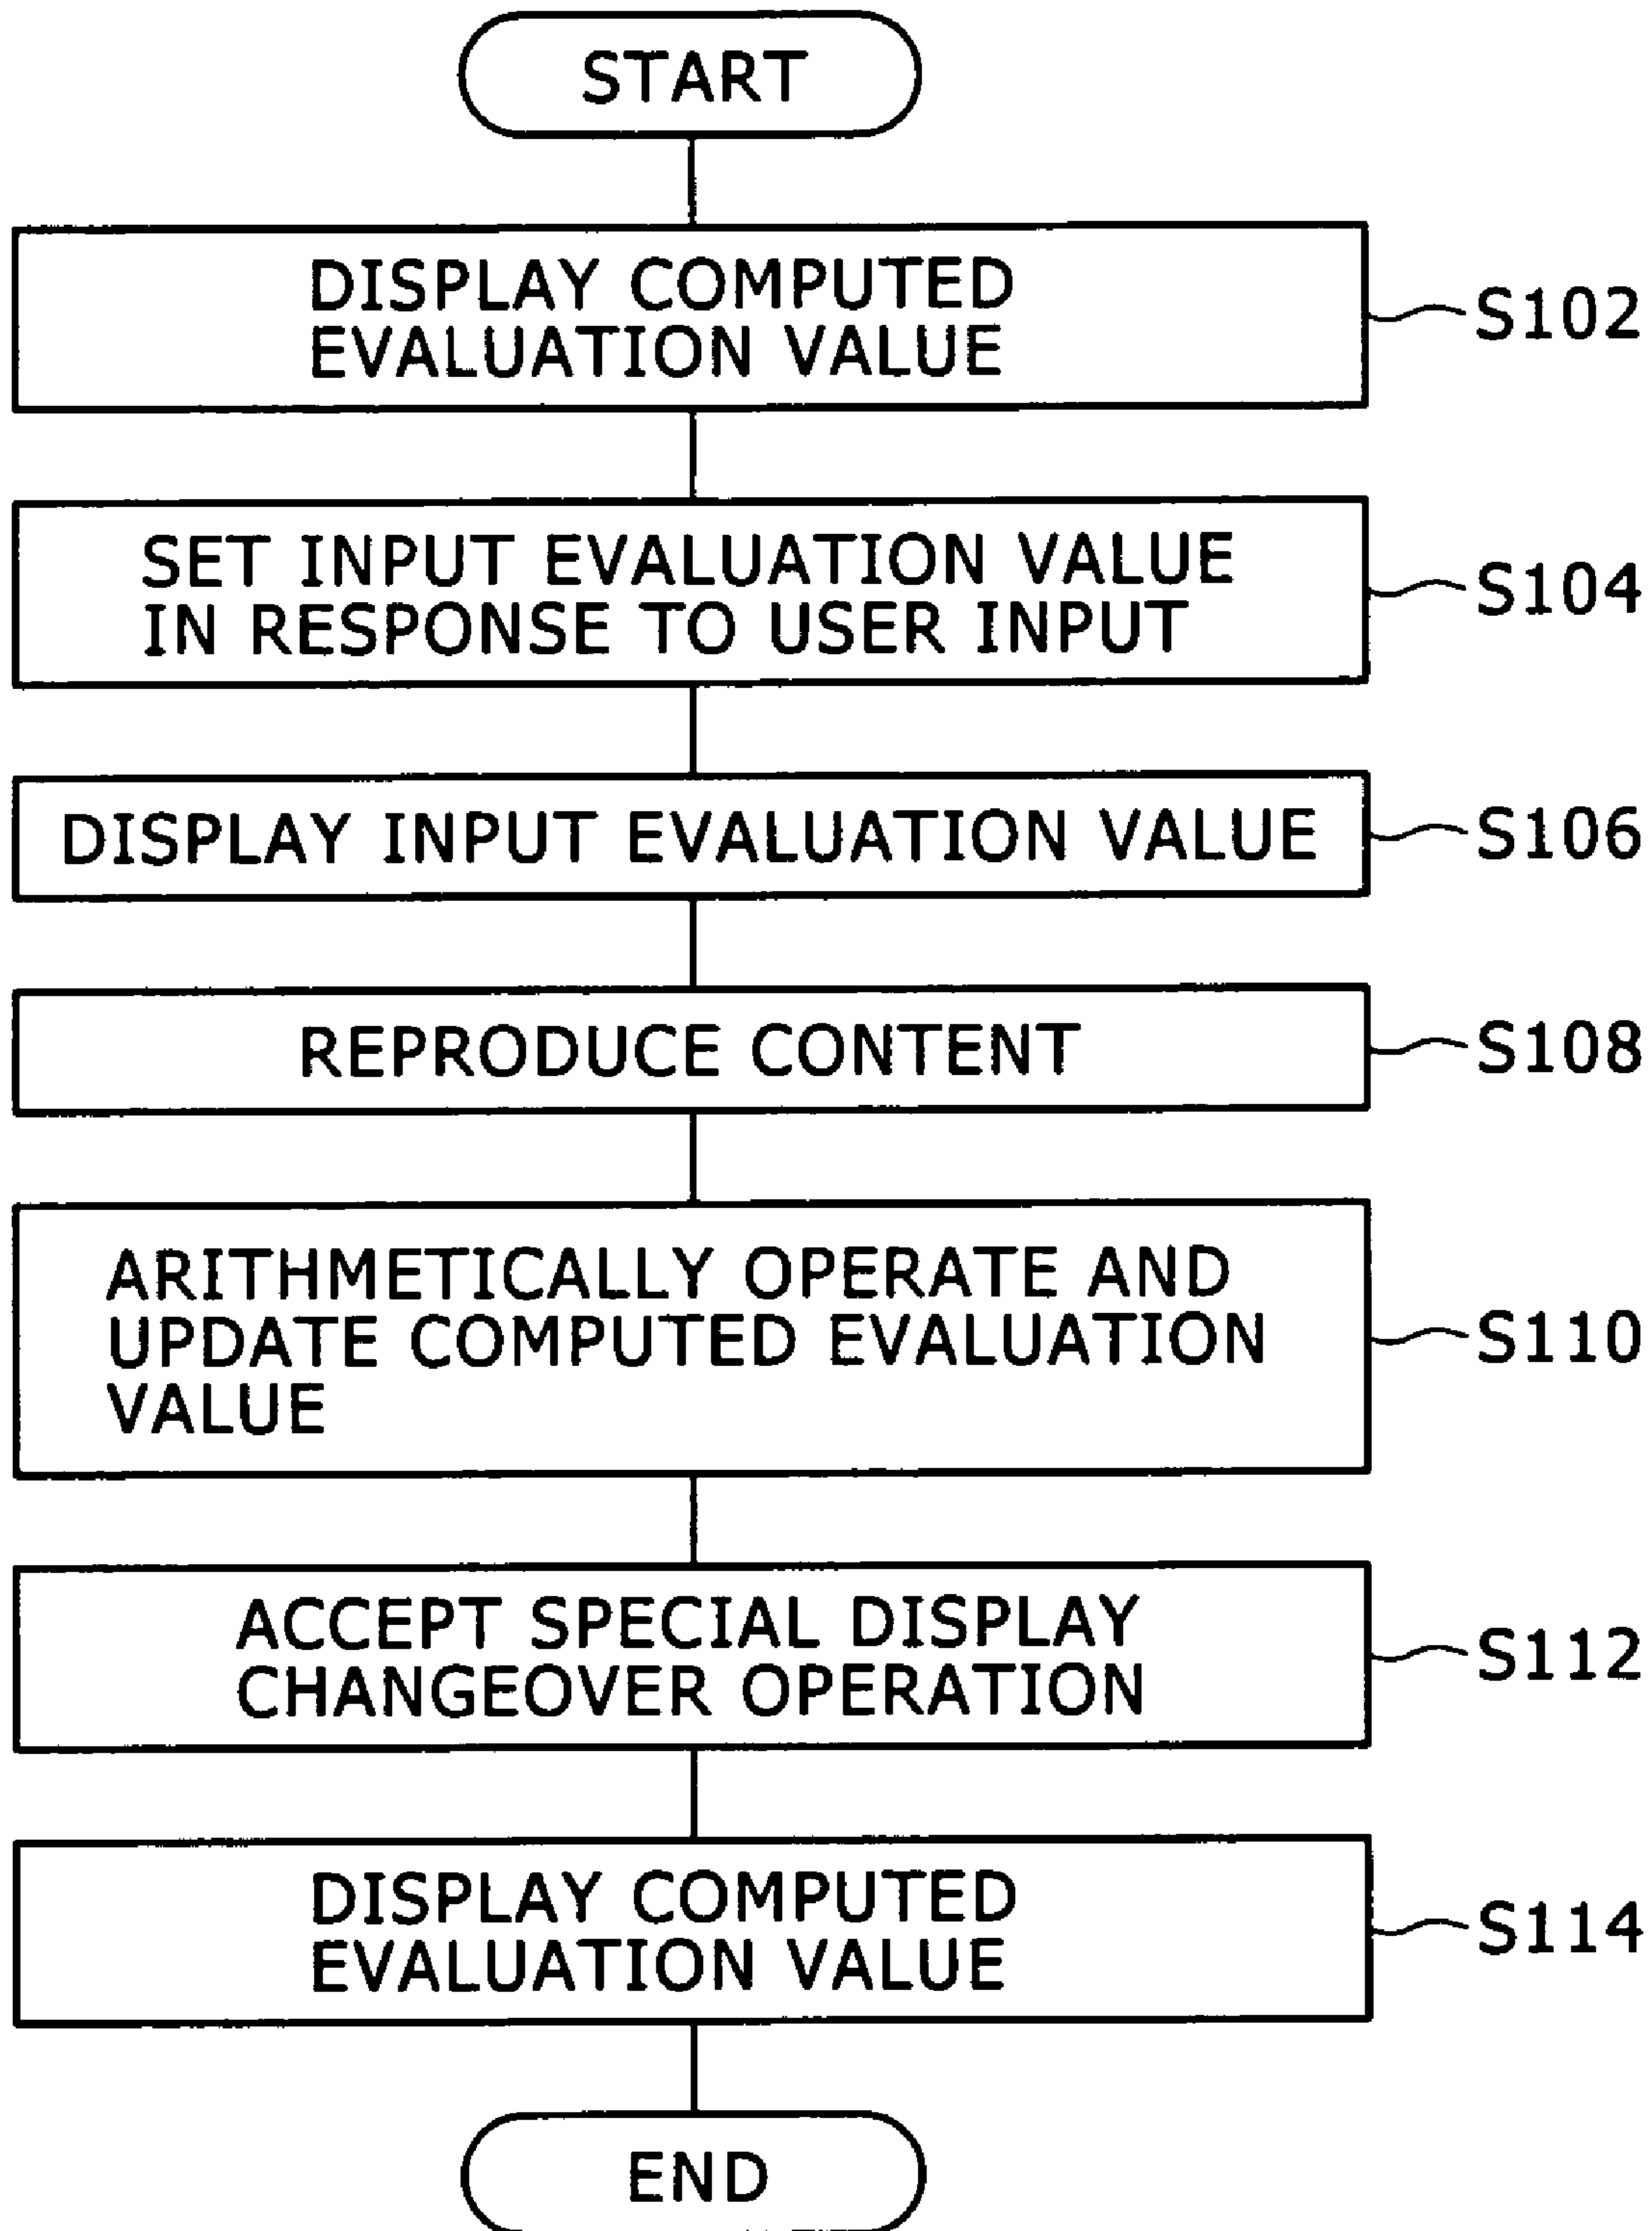 START
DISPLAY COMPUTED
EVALUATION VALUE
S102
SET INPUT EVALUATION VALUE
IN RESPONSE TO USER INPUT
S104
DISPLAY INPUT EVALUATION VALUE
S106
REPRODUCE CONTENT
S108
ARITHMETICALLY OPERATE AND
UPDATE COMPUTED EVALUATION
VALUE
S110
ACCEPT SPECIAL DISPLAY
CHANGEOVER OPERATION
S112
DISPLAY COMPUTED
EVALUATION VALUE
S114
END